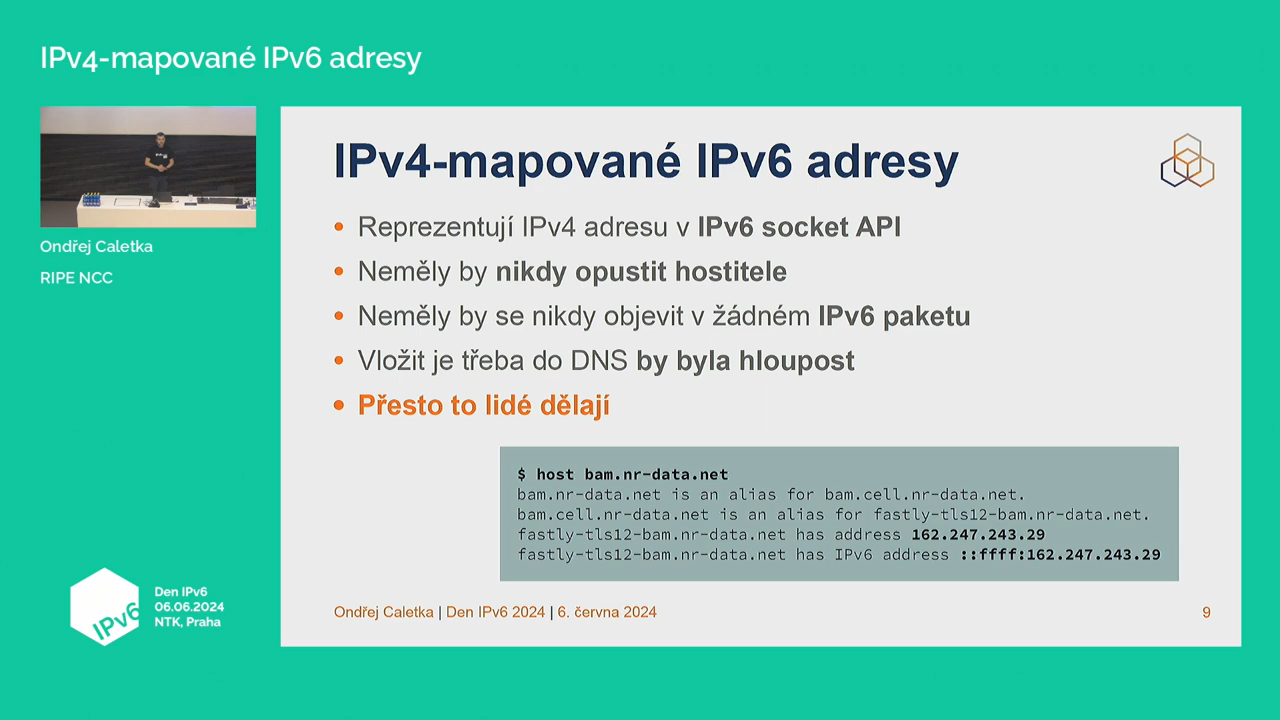 IPv4-mapované IPv6 adresy
Ondřej Caletka
RIPE NCC
IPv4-mapované IPv6 adresy
• Reprezentují IPv4 adresu v IPv6 socket API
• Neměly by nikdy opustit hostitele
• Neměly by se nikdy objevit v žádném IPv6 paketu
• Vložit je třeba do DNS by byla hloupost
• Přesto to lidé dělají
$ host bam.nr-data.net
bam.nr-data.net is an alias for bam.cell.nr-data.net.
bam.cell.nr-data.net is an alias for fastly-tls12-bam.nr-data.net.
fastly-tls12-bam.nr-data.net has address 162.247.243.29
fastly-tls12-bam.nr-data.net has IPv6 address ::ffff:162.247.243.29
Ondřej Caletka | Den IPv6 2024 | 6. června 2024
9
IPv6
Den IPv6
06.06.2024
NTK, Praha